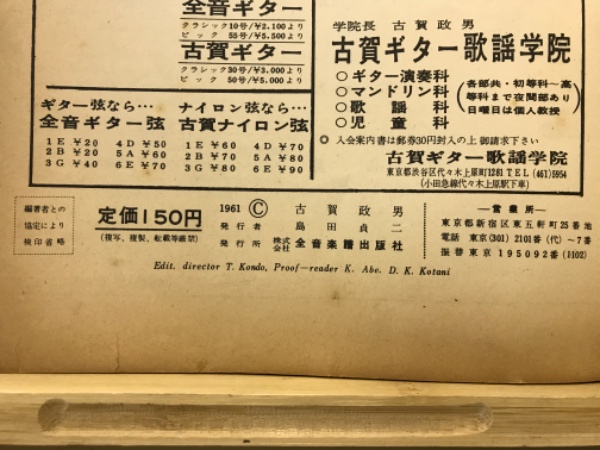 全音ギター
クラシック10号/¥2,100より
ピック 55号/¥5,500より
古賀ギター
クラシック30号/¥3,000より
ピック 50号/¥5,000より
ギター弦なら…
全音ギター弦
1E ¥20 4D ¥50
2B ¥20 5A ¥60
3G ¥40 6E ¥70
ナイロン弦なら…
古賀ナイロン弦
1E ¥60 4D ¥70
2B ¥70 5A ¥80
3G ¥80 6E ¥90
学院長 古賀政男
古賀ギター歌謡学院
○ギター演奏科
○マンドリン科
○歌謡科
○児童科
(各部共・初等科〜高
等科まで夜間部あり
日曜日は個人教授)
◎ 入会案内書は郵券30円封入の上御請求下さい
古賀ギター歌謡学院
東京都渋谷区代々木上原町1281 TEL (461)5954
(小田急線代々木上原駅下車)
編著者との
協定により
検印省略
定価150円
(複写、複製、転載等厳禁)
1961 © 古賀政男
発行者 島田貞二
発行所 株式会社 全音楽譜出版社
―営業所―
東京都新宿区東五軒町25番地
電話 東京(301) 2101番(代)〜7番
振替東京 195092番 (1102)
Edit. director T. Kondo, Proof―reader K. Abe. D. K. Kotani